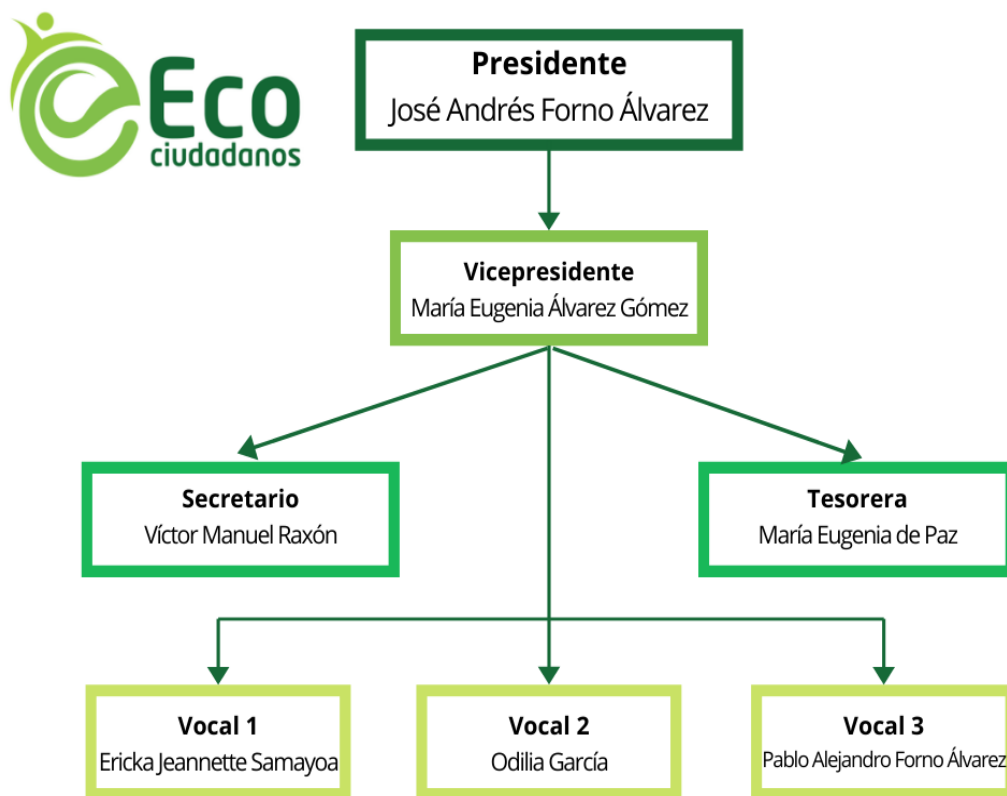 Eco
ciudadanos
Presidente
José Andrés Forno Álvarez
Vicepresidente
María Eugenia Álvarez Gómez
Secretario
Víctor Manuel Raxón
Tesorera
María Eugenia de Paz
Vocal 1
Ericka Jeannette Samayoa
Vocal 2
Odilia García
Vocal 3
Pablo Alejandro Forno Álvarez